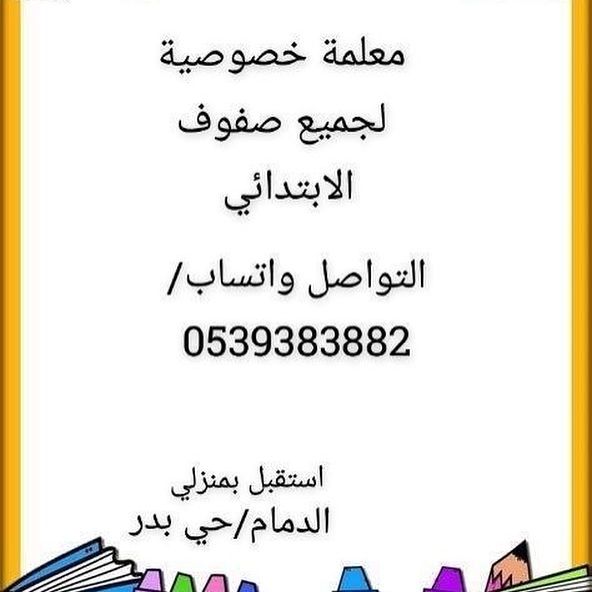 معلمة خصوصية
لجميع صفوف
الابتدائي
التواصل واتساب/
0539383882
استقبل بمنزلي
الدمام/حي بدر